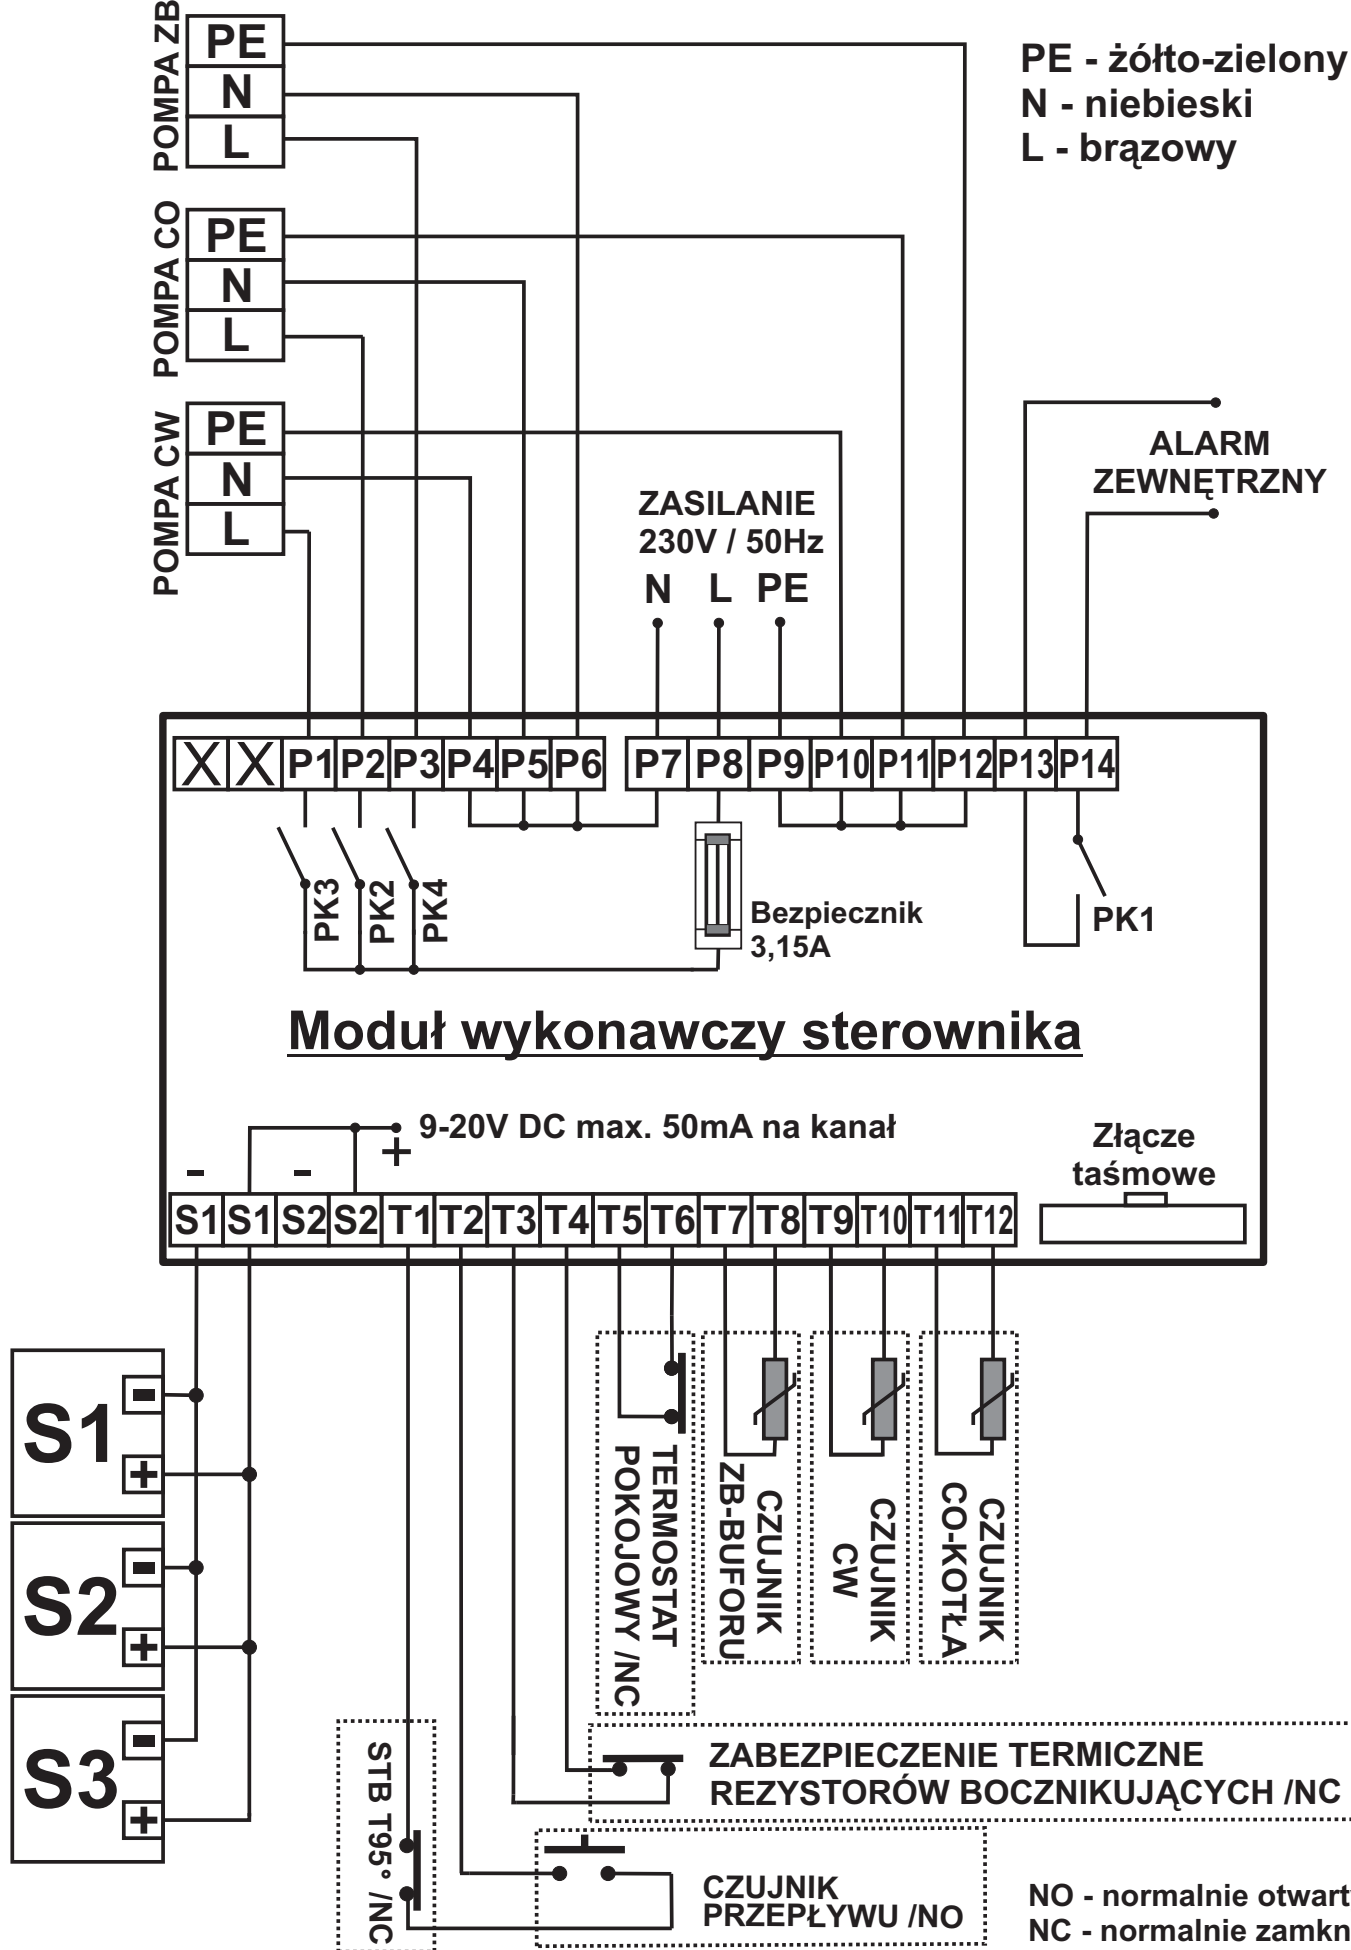 POMPA ZB
PE
N
L
PE - żółto-zielony
N - niebieski
L - brązowy
POMPA CO
PE
N
L
POMPA CW
PE
N
L
ALARM
ZEWNĘTRZNY
ZASILANIE
230V / 50Hz
N L PE
X X P1 P2 P3 P4 P5 P6 P7 P8 P9 P10 P11 P12 P13 P14
PK3
PK2
PK4
Bezpiecznik
3,15A
PK1
Moduł wykonawczy sterownika
9-20V DC max. 50mA na kanał
+
- -
Złącze
taśmowe
S1 S1 S2 S2 T1 T2 T3 T4 T5 T6 T7 T8 T9 T10 T11 T12
S1
-
+
S2
-
+
S3
-
+
TERMOSTAT
POKOJOWY /NC
CZUJNIK
ZB-BUFORU
CZUJNIK
CW
CZUJNIK
CO-KOTŁA
STB T95° /NC
ZABEZPIECZENIE TERMICZNE
REZYSTORÓW BOCZNIKUJĄCYCH /NC
CZUJNIK
PRZEPŁYWU /NO
NO - normalnie otwart
NC - normalnie zamkn